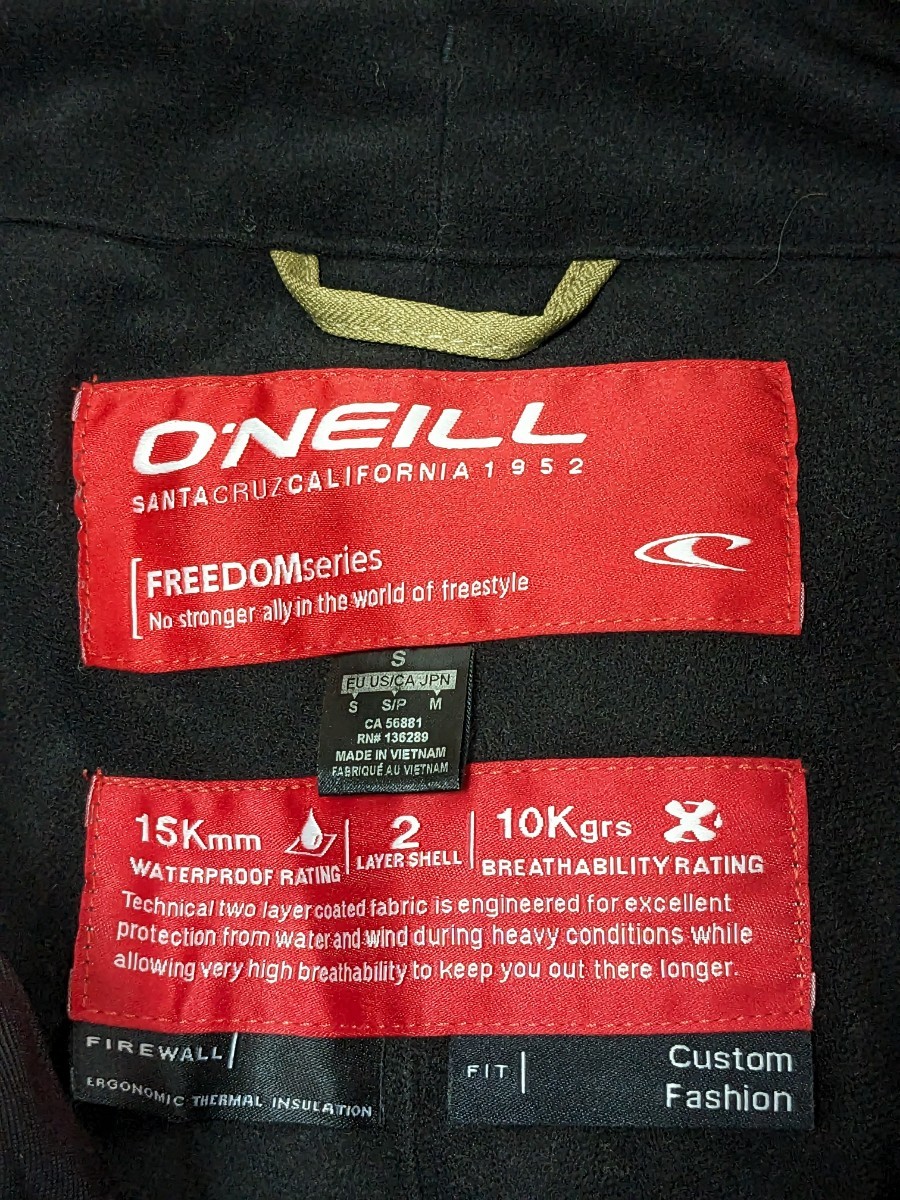 O'NEILL
SANTACRUZCALIFORNIA 1952
FREEDOMseries
No stronger ally in the world of freestyle
S
EU US/CA JPN
S S/P M
CA 56881
RN# 136289
MADE IN VIETNAM
FABRIQUÉ AU VIETNAM
15Kmm
WATERPROOF RATING
2
LAYER SHELL
10Kgrs
BREATHABILITY RATING
Technical two layer coated fabric is engineered for excellent
protection from water and wind during heavy conditions while
allowing very high breathability to keep you out there longer.
FIREWALL
ERGONOMIC THERMAL INSULATION
FIT
Custom
Fashion